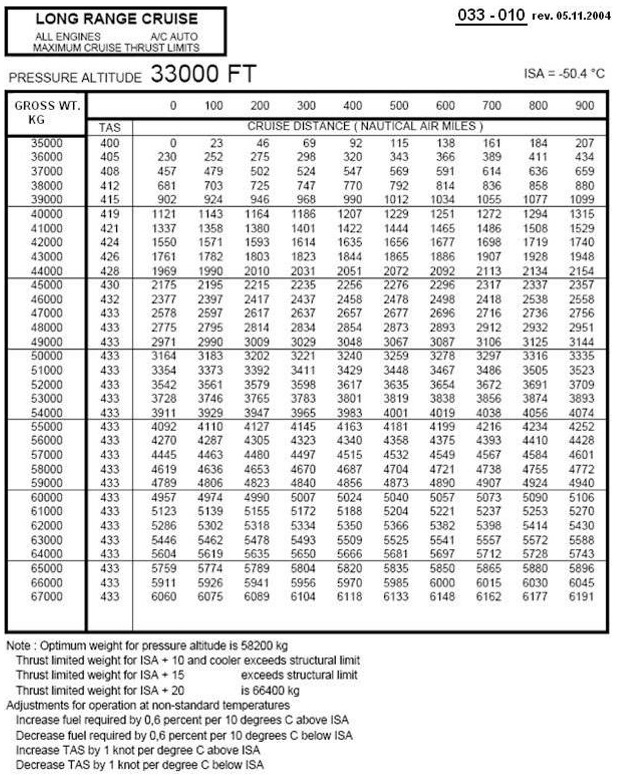 LONG RANGE CRUISE
ALL ENGINES A/C AUTO
MAXIMUM CRUISE THRUST LIMITS
033 - 010 rev. 05.11.2004
PRESSURE ALTITUDE 33000 FT
ISA = -50.4 °C
GROSS WT. 0 100 200 300 400 500 600 700 800 900
KG
TAS CRUISE DISTANCE ( NAUTICAL AIR MILES )
35000 400 0 23 46 69 92 115 138 161 184 207
36000 405 230 252 275 298 320 343 366 389 411 434
37000 408 457 479 502 524 547 569 591 614 636 659
38000 412 681 703 725 747 770 792 814 836 858 880
39000 415 902 924 946 968 990 1012 1034 1055 1077 1099
40000 419 1121 1143 1164 1186 1207 1229 1251 1272 1294 1315
41000 421 1337 1358 1380 1401 1422 1444 1465 1486 1508 1529
42000 424 1550 1571 1593 1614 1635 1656 1677 1698 1719 1740
43000 426 1761 1782 1803 1823 1844 1865 1886 1907 1928 1948
44000 428 1969 1990 2010 2031 2051 2072 2092 2113 2134 2154
45000 430 2175 2195 2215 2235 2256 2276 2296 2317 2337 2357
46000 432 2377 2397 2417 2437 2458 2478 2498 2418 2538 2558
47000 433 2578 2597 2617 2637 2657 2677 2696 2716 2736 2756
48000 433 2775 2795 2814 2834 2854 2873 2893 2912 2932 2951
49000 433 2971 2990 3009 3029 3048 3067 3087 3106 3125 3144
50000 433 3164 3183 3202 3221 3240 3259 3278 3297 3316 3335
51000 433 3354 3373 3392 3411 3429 3448 3467 3486 3505 3523
52000 433 3542 3561 3579 3598 3617 3635 3654 3672 3691 3709
53000 433 3728 3746 3765 3783 3801 3819 3838 3856 3874 3893
54000 433 3911 3929 3947 3965 3983 4001 4019 4038 4056 4074
55000 433 4092 4110 4127 4145 4163 4181 4199 4216 4234 4252
56000 433 4270 4287 4305 4323 4340 4358 4375 4393 4410 4428
57000 433 4445 4463 4480 4497 4515 4532 4549 4567 4584 4601
58000 433 4619 4636 4653 4670 4687 4704 4721 4738 4755 4772
59000 433 4789 4806 4823 4840 4856 4873 4890 4907 4924 4940
60000 433 4957 4974 4990 5007 5024 5040 5057 5073 5090 5106
61000 433 5123 5139 5155 5172 5188 5204 5221 5237 5253 5270
62000 433 5286 5302 5318 5334 5350 5366 5382 5398 5414 5430
63000 433 5446 5462 5478 5493 5509 5525 5541 5557 5572 5588
64000 433 5604 5619 5635 5650 5666 5681 5697 5712 5728 5743
65000 433 5759 5774 5789 5804 5820 5835 5850 5865 5880 5896
66000 433 5911 5926 5941 5956 5970 5985 6000 6015 6030 6045
67000 433 6060 6075 6089 6104 6118 6133 6148 6162 6177 6191
Note : Optimum weight for pressure altitude is 58200 kg
Thrust limited weight for ISA + 10 and cooler exceeds structural limit
Thrust limited weight for ISA + 15 exceeds structural limit
Thrust limited weight for ISA + 20 is 66400 kg
Adjustments for operation at non-standard temperatures
Increase fuel required by 0,6 percent per 10 degrees C above ISA
Decrease fuel required by 0,6 percent per 10 degrees C below ISA
Increase TAS by 1 knot per degree C above ISA
Decrease TAS by 1 knot per degree C below ISA